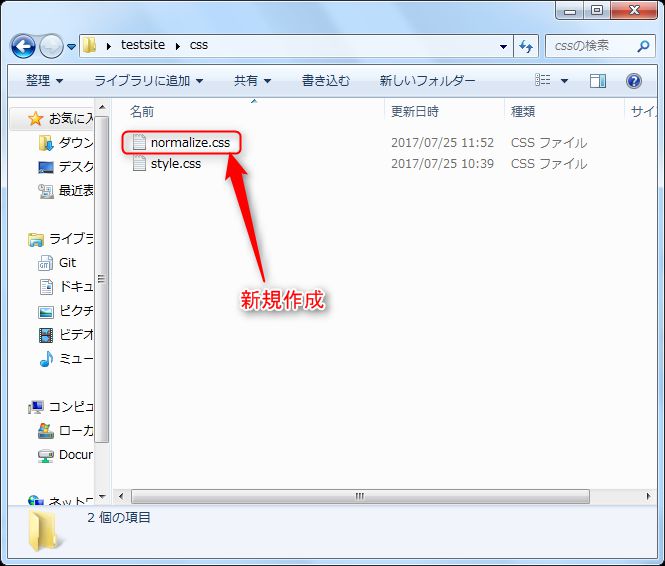 testsite
css
cssの検索
整理
ライブラリに追加
共有
書き込む
新しいフォルダー
名前
更新日時
種類
サイ
お気に入
ダウン
デスク
最近表
ライブラ
Git
ドキュ
ピクチ
ビデオ
ミュー
コンピュ
ローカ
Docur
ネットワ
normalize.css
2017/07/25 11:52
CSS ファイル
style.css
2017/07/25 10:39
CSS ファイル
新規作成
2 個の項目